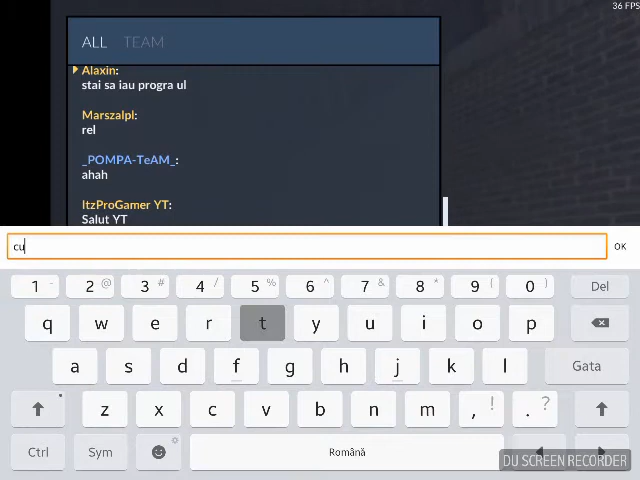 36 FPS
ALL TEAM
Alaxin:
stai sa iau progra ul
Marszalpl:
rel
_POMPA-TeAM_:
ahah
ItzProGamer YT:
Salut YT
cu OK
1 - 2 @ 3 # 4 / 5 % 6 ^ 7 & 8 * 9 ( 0 ) Del
q w e r t y u i o p
a s d f g h j k l Gata
z x c v b n m , ! . ?
Ctrl Sym Română
DU SCREEN RECORDER